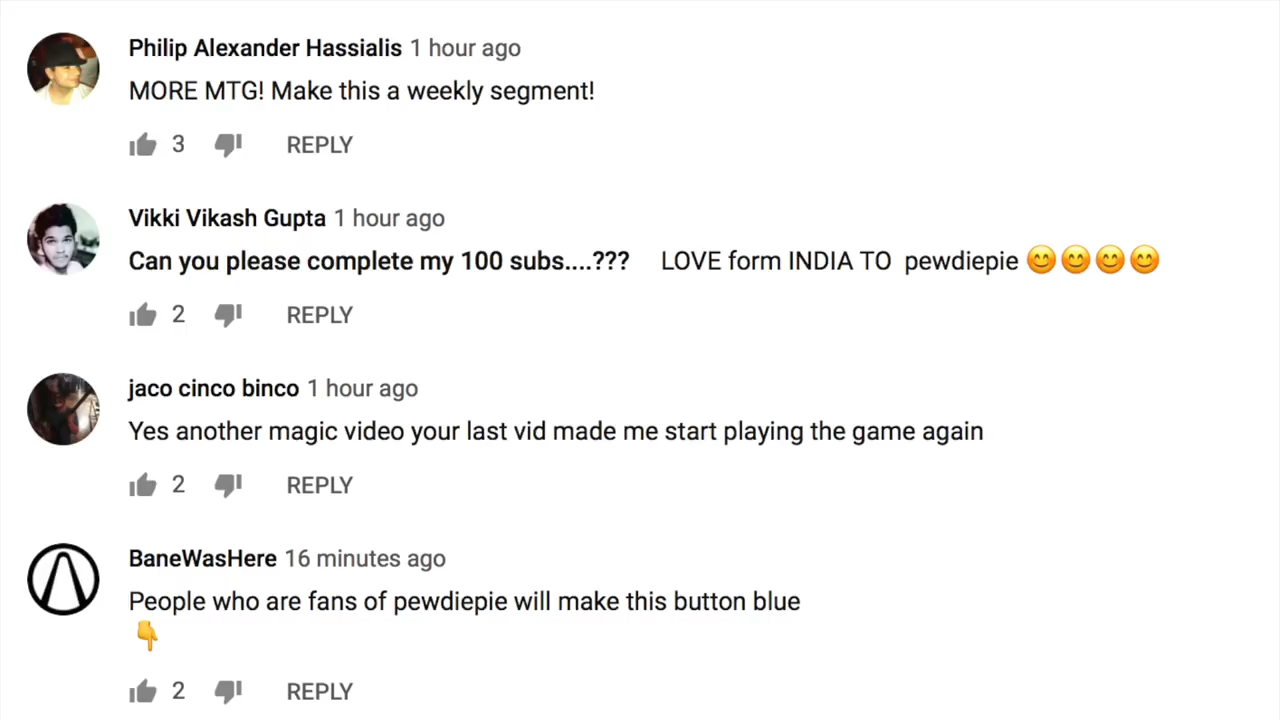 Philip Alexander Hassialis 1 hour ago
MORE MTG! Make this a weekly segment!
3 REPLY
Vikki Vikash Gupta 1 hour ago
Can you please complete my 100 subs....??? LOVE form INDIA TO pewdiepie 😊😊😊😊
2 REPLY
jaco cinco binco 1 hour ago
Yes another magic video your last vid made me start playing the game again
2 REPLY
BaneWasHere 16 minutes ago
People who are fans of pewdiepie will make this button blue
👇
2 REPLY